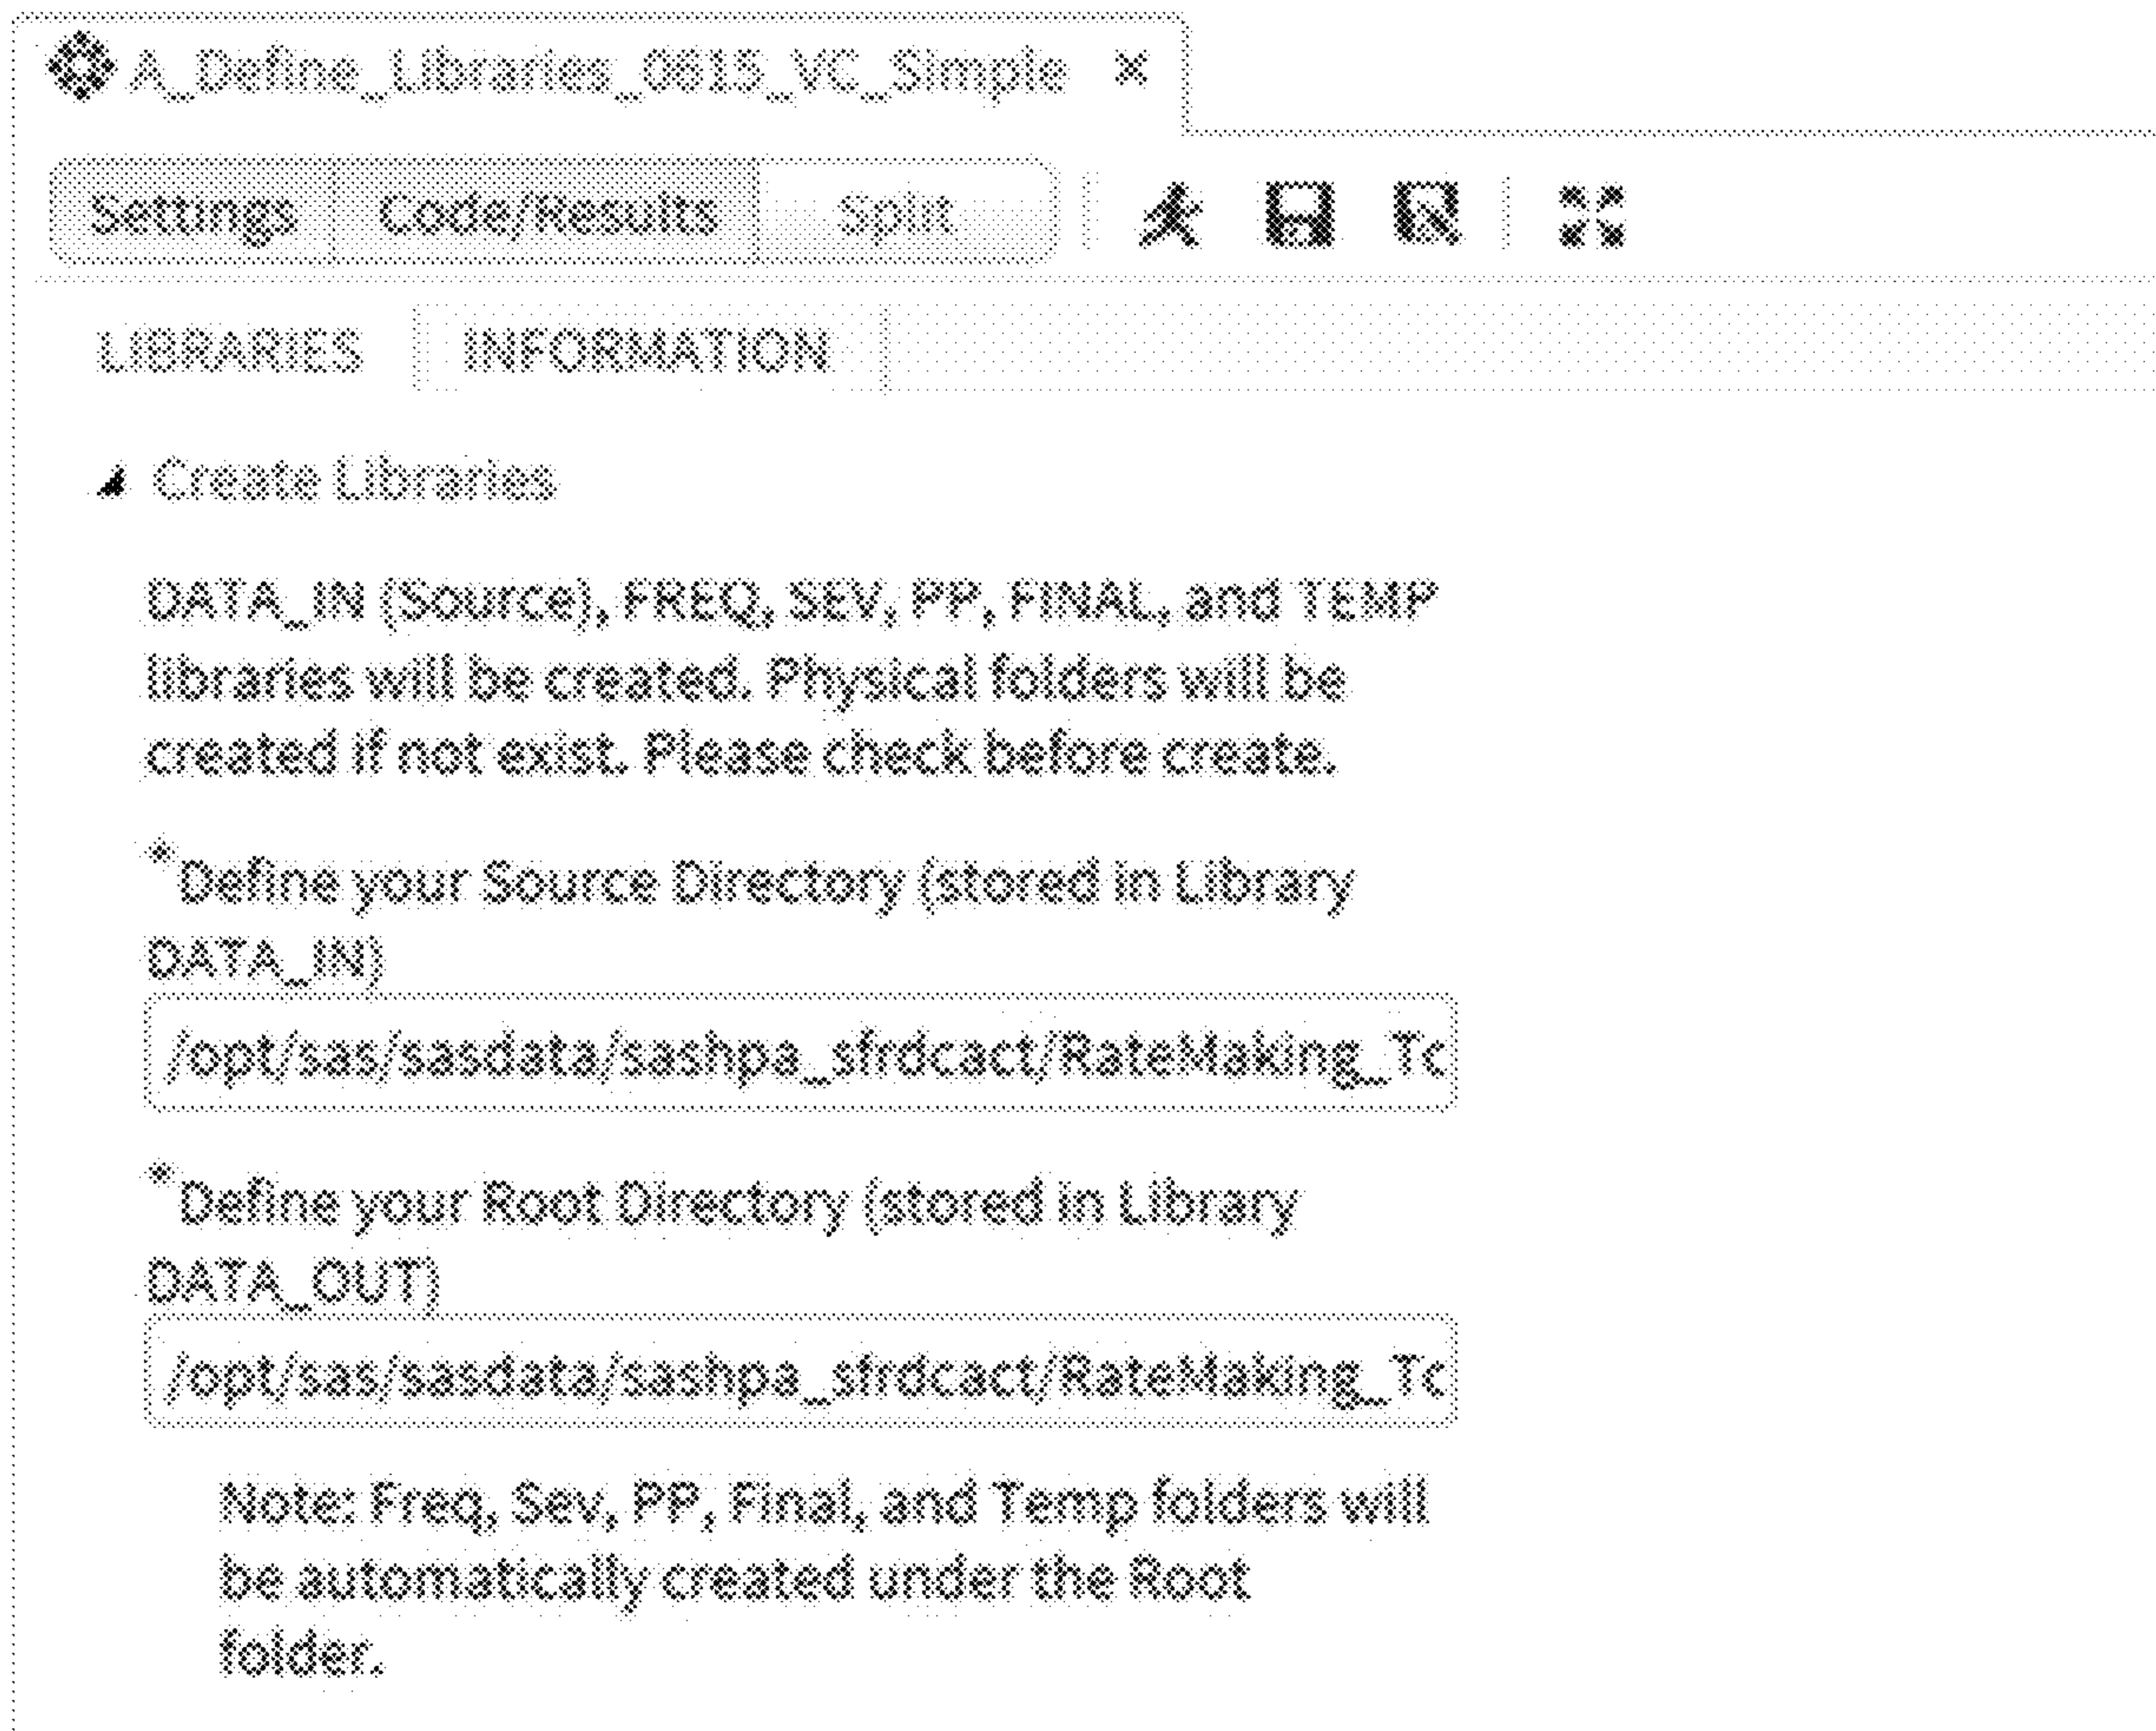 A_Define_Libraries_0615_VC_Simple ×
Settings Code/Results Split
LIBRARIES INFORMATION
Create Libraries
DATA_IN (Source), FREQ, SEV, PP, FINAL, and TEMP
libraries will be created. Physical folders will be
created if not exist. Please check before create.
*Define your Source Directory (stored in Library
DATA_IN)
/opt/sas/sasdata/sashpa_sfrdcact/RateMaking_To
*Define your Root Directory (stored in Library
DATA_OUT)
/opt/sas/sasdata/sashpa_sfrdcact/RateMaking_To
Note: Freq, Sev, PP, Final, and Temp folders will
be automatically created under the Root
folder.